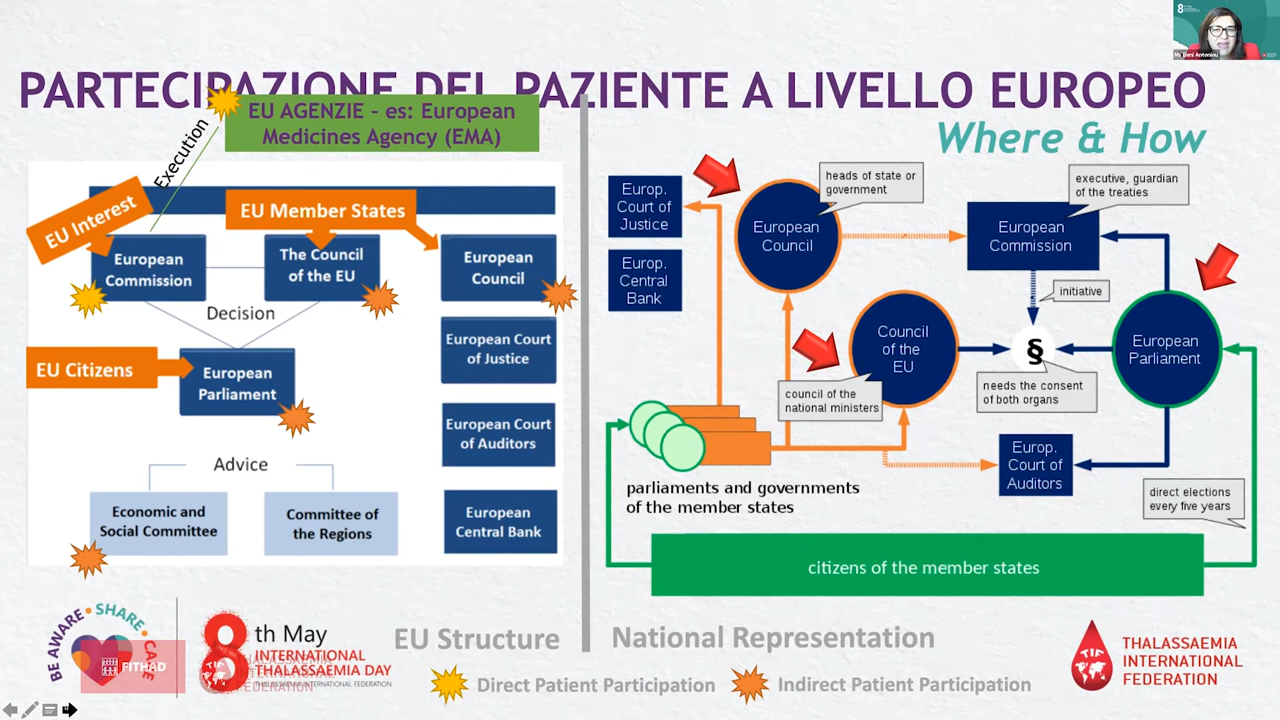 PARTECIPAZIONE DEL PAZIENTE A LIVELLO EUROPEO
Where & How
EU AGENZIE - es: European
Medicines Agency (EMA)
Execution
EU Interest
EU Member States
European
Commission
The Council
of the EU
European
Council
Decision
European Court
of Justice
EU Citizens
European
Parliament
European Court
of Auditors
Advice
Economic and
Social Committee
Committee of
the Regions
European
Central Bank
Europ.
Court of
Justice
Europ.
Central
Bank
European
Council
heads of state or
government
European
Commission
executive, guardian
of the treaties
initiative
Council
of the
EU
council of the
national ministers
§
needs the consent
of both organs
European
Parliament
Europ.
Court of
Auditors
direct elections
every five years
parliaments and governments
of the member states
citizens of the member states
EU Structure
National Representation
Direct Patient Participation
Indirect Patient Participation
BE AWARE • SHARE • CARE
FITHAD
8th May
INTERNATIONAL
THALASSAEMIA DAY
THALASSAEMIA INTERNATIONAL FEDERATION
TIF
THALASSAEMIA
INTERNATIONAL
FEDERATION